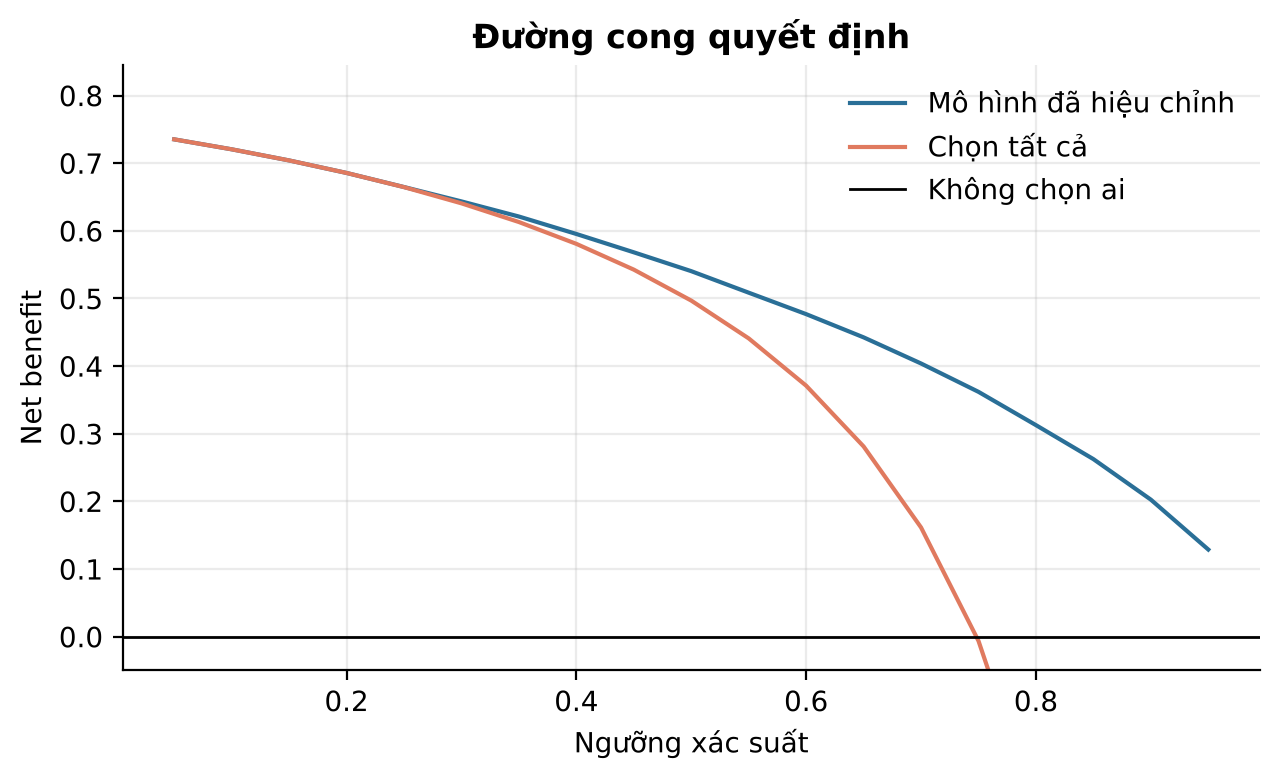 Đường cong quyết định
Mô hình đã hiệu chỉnh
Chọn tất cả
Không chọn ai
Net benefit
0.8
0.7
0.6
0.5
0.4
0.3
0.2
0.1
0.0
0.2 0.4 0.6 0.8
Ngưỡng xác suất